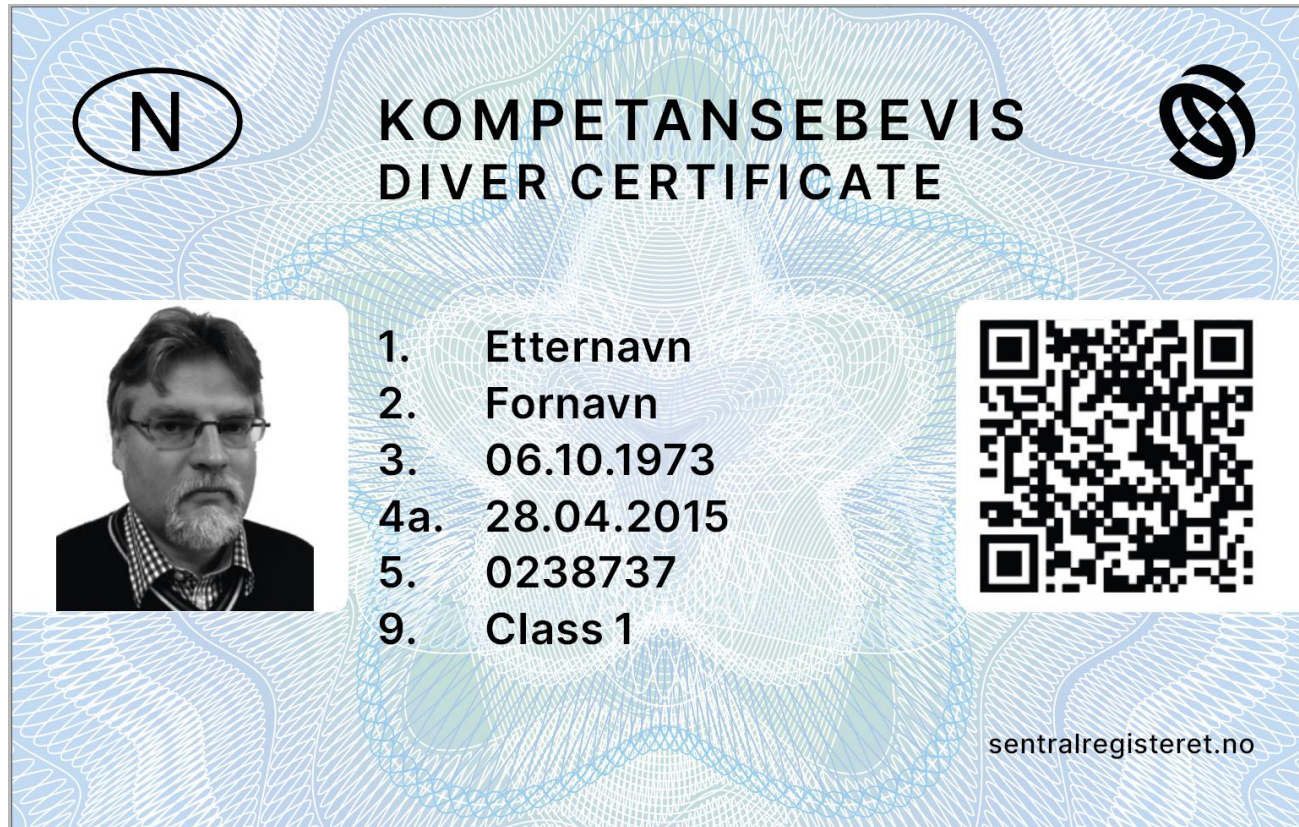 N
KOMPETANSEBEVIS
DIVER CERTIFICATE
1. Etternavn
2. Fornavn
3. 06.10.1973
4a. 28.04.2015
5. 0238737
9. Class 1
sentralregisteret.no